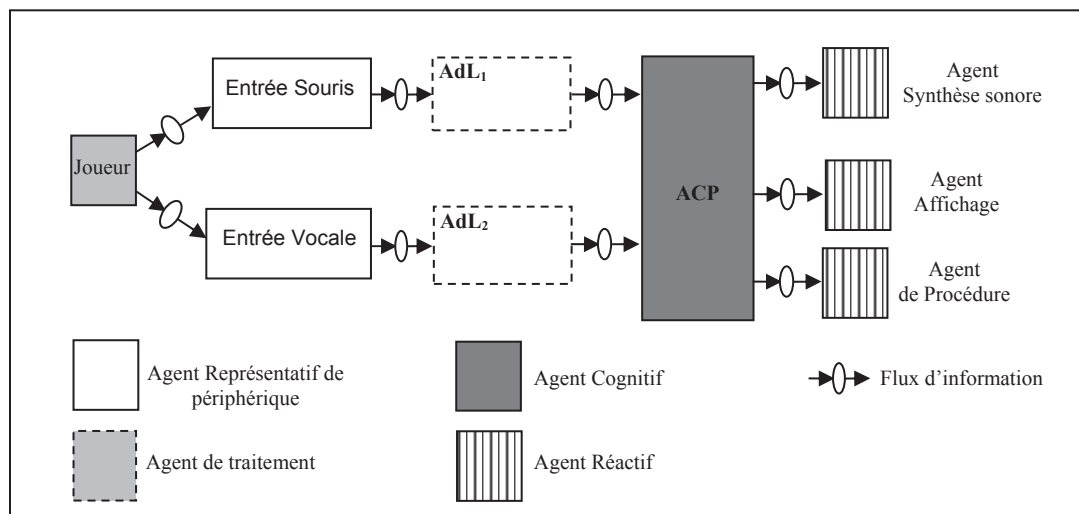 Entrée Souris
AdL₁
Agent
Synthèse sonore
Joueur
ACP
Entrée Vocale
AdL₂
Agent
Affichage
Agent
de Procédure
Agent Représentatif de
périphérique
Agent Cognitif
Flux d'information
Agent de traitement
Agent Réactif